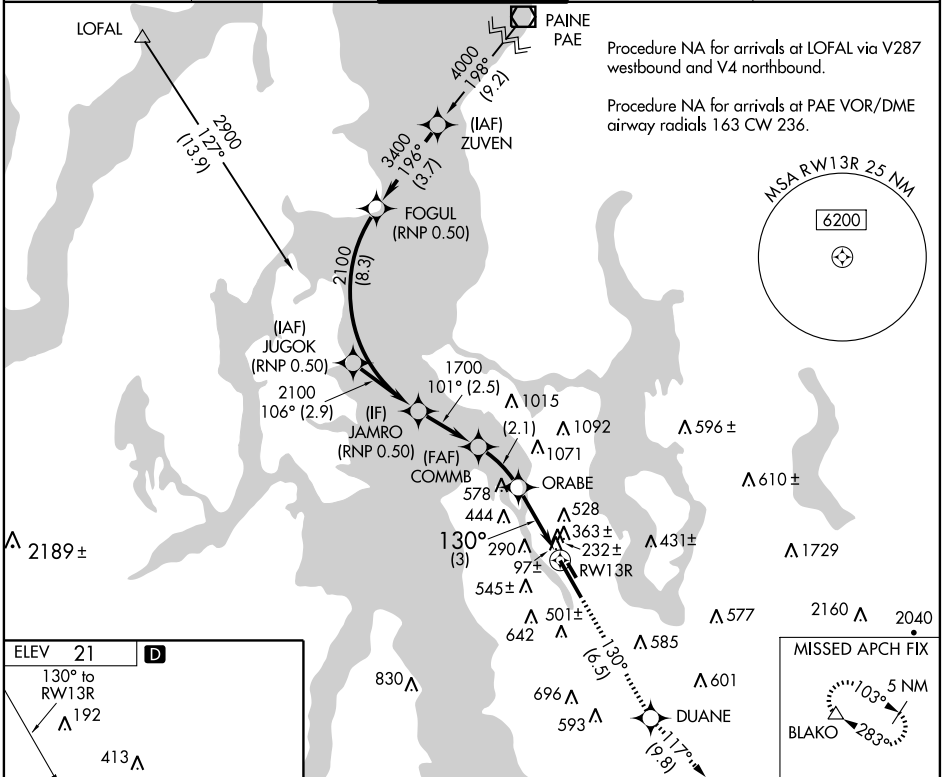 LOFAL
PAINE
PAE
Procedure NA for arrivals at LOFAL via V287
westbound and V4 northbound.
Procedure NA for arrivals at PAE VOR/DME
airway radials 163 CW 236.
4000
198°
(9.2)
2900
127°
(13.9)
(IAF)
ZUVEN
3400
196°
(3.7)
MSA RW13R 25 NM
6200
FOGUL
(RNP 0.50)
2100
(8.3)
(IAF)
JUGOK
(RNP 0.50)
2100
106° (2.9)
1700
101° (2.5)
(IF)
JAMRO
(RNP 0.50)
(2.1)
1015
1092
1071
596 ±
(FAF)
COMMB
578
ORABE
610 ±
444
528
130°
(3)
363 ±
290
232±
431±
97±
RW13R
2189 ±
1729
545±
501±
642
577
2160
2040
585
130°
(6.5)
830
696
601
593
DUANE
117°
(9.8)
ELEV 21
D
130° to
RW13R
192
413
MISSED APCH FIX
5 NM
103°
BLAKO
283°